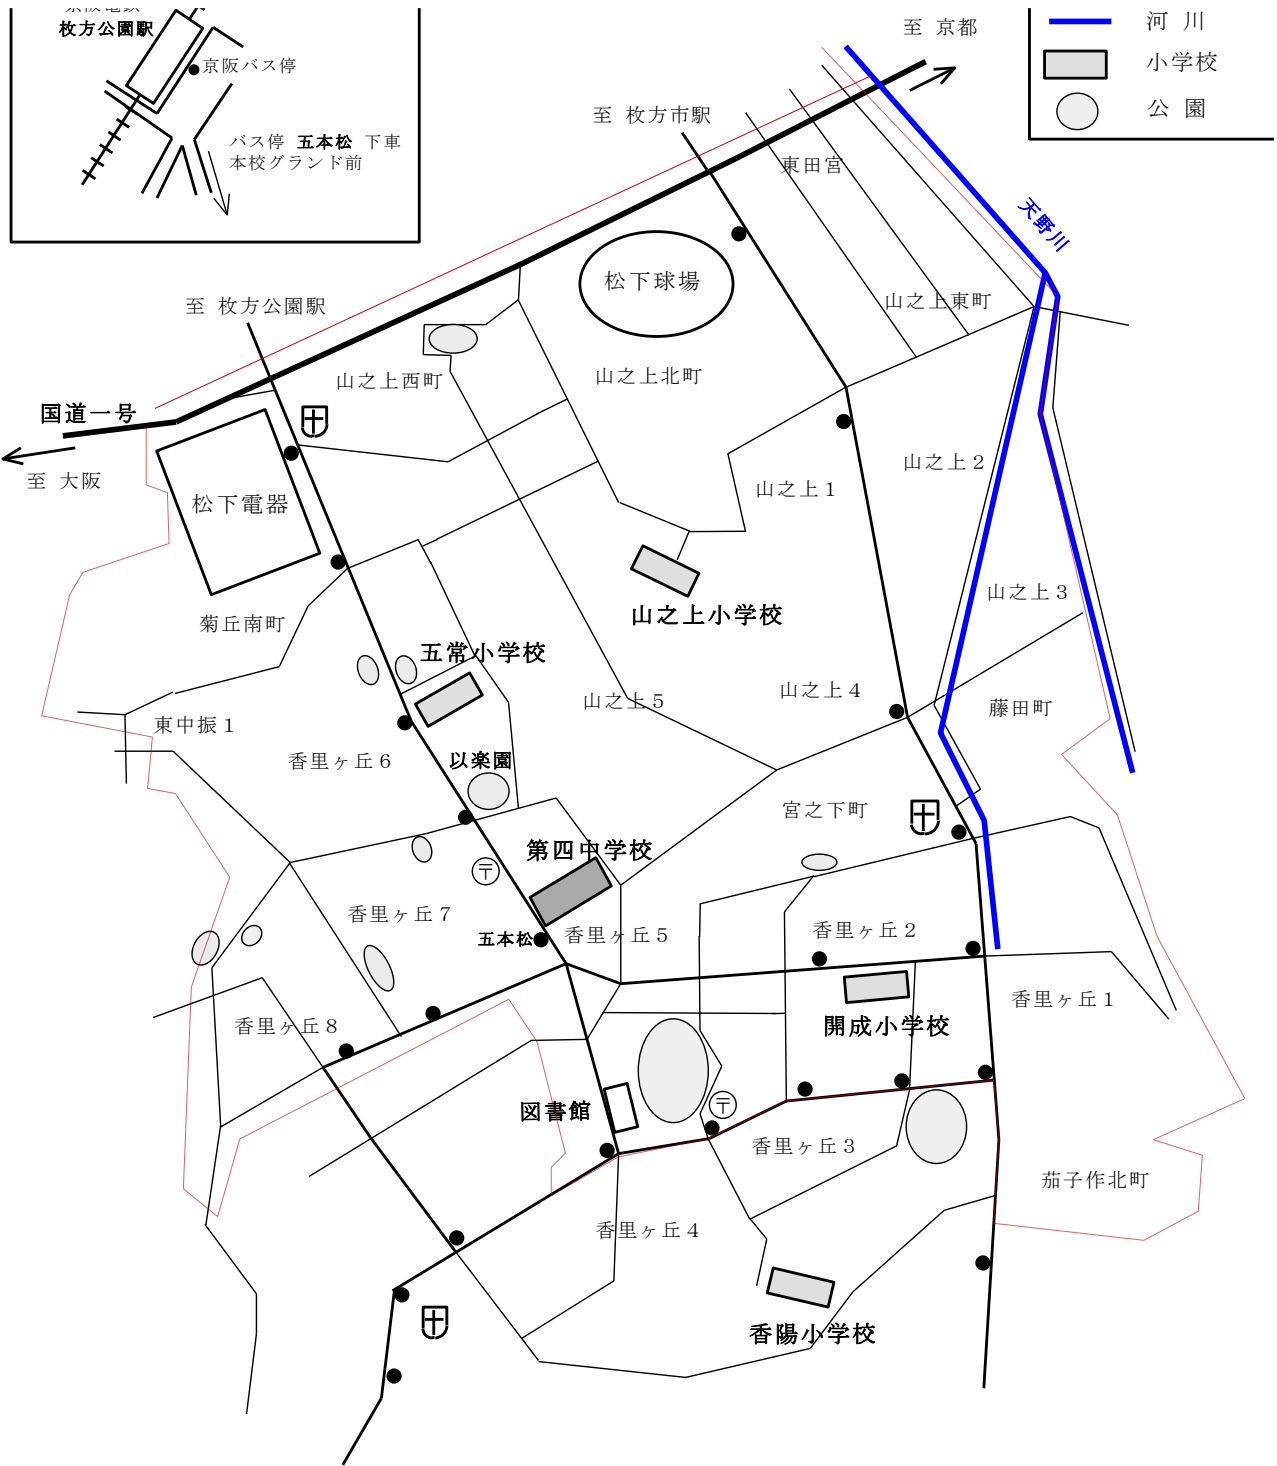 枚方公園駅
京阪バス停
バス停 五本松 下車
本校グランド前
河 川
小学校
公 園
至 京都
至 枚方市駅
東田宮
天野川
松下球場
山之上東町
至 枚方公園駅
山之上西町
山之上北町
国道一号
至 大阪
山之上2
山之上1
松下電器
山之上3
山之上小学校
菊丘南町
五常小学校
山之上5
山之上4
藤田町
東中振1
香里ヶ丘6
以楽園
宮之下町
第四中学校
〒
香里ヶ丘7
五本松
香里ヶ丘5
香里ヶ丘2
香里ヶ丘1
香里ヶ丘8
開成小学校
図書館
〒
香里ヶ丘3
茄子作北町
香里ヶ丘4
香陽小学校